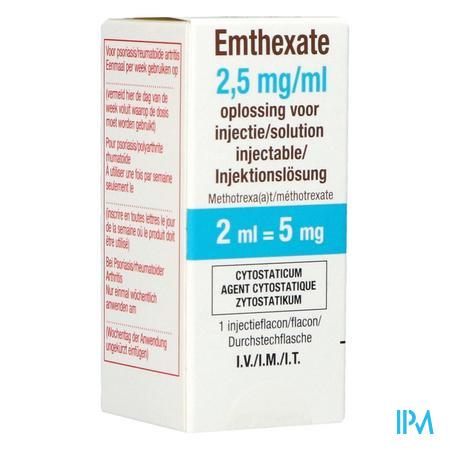 Voor psoriasis/reumatoïde artritis
Eenmaal per week gebruiken op
(vermeld hier de dag van de
week voluit waarop de dosis
moet worden gebruikt)
Pour psoriasis/polyarthrite
rhumatoïde
À utiliser une fois par semaine
seulement le
(inscrire en toutes lettres le jour
de la semaine où le produit doit
être utilisé)
Bei Psoriasis/rheumatoider
Arthritis
Nur einmal wöchentlich
anwenden am
(Wochentag der Anwendung
ungekürzt einfügen)
Emthexate
2,5 mg/ml
oplossing voor
injectie/solution
injectable/
Injektionslösung
Methotrexa(a)t/méthotrexate
2 ml = 5 mg
CYTOSTATICUM
AGENT CYTOSTATIQUE
ZYTOSTATIKUM
1 injectieflacon/flacon/
Durchstechflasche
I.V./I.M./I.T.
IPM